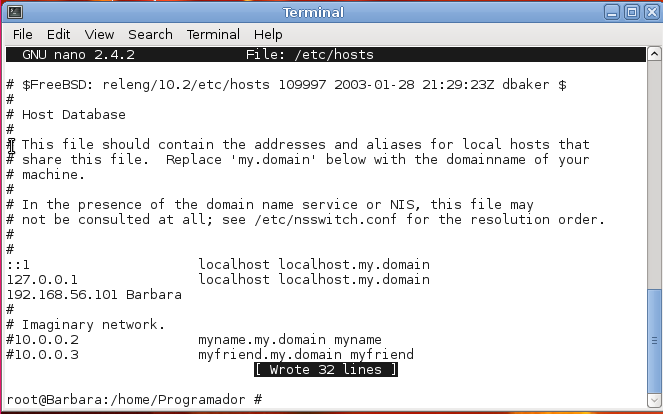 Terminal
File Edit View Search Terminal Help
GNU nano 2.4.2 File: /etc/hosts
# $FreeBSD: releng/10.2/etc/hosts 109997 2003-01-28 21:29:23Z dbaker $
#
# Host Database
#
# This file should contain the addresses and aliases for local hosts that
# share this file.  Replace 'my.domain' below with the domainname of your
# machine.
#
# In the presence of the domain name service or NIS, this file may
# not be consulted at all; see /etc/nsswitch.conf for the resolution order.
#
#
::1 localhost localhost.my.domain
127.0.0.1 localhost localhost.my.domain
192.168.56.101 Barbara
#
# Imaginary network.
#10.0.0.2 myname.my.domain myname
#10.0.0.3 myfriend.my.domain myfriend
[ Wrote 32 lines ]
root@Barbara:/home/Programador #